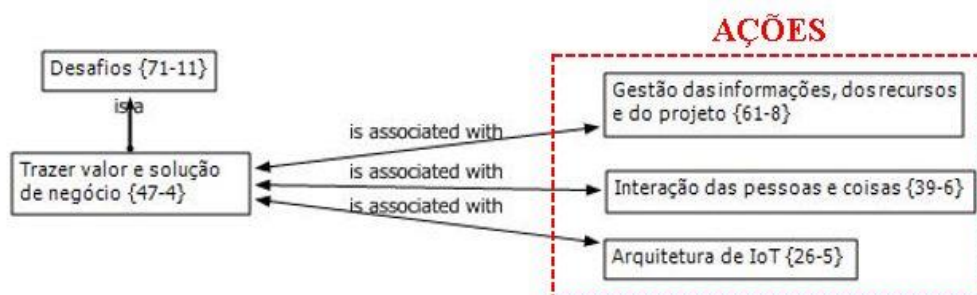 AÇÕES
Desafios {71-11}
is a
Trazer valor e solução
de negócio {47-4}
is associated with
is associated with
is associated with
Gestão das informações, dos recursos
e do projeto {61-8}
Interação das pessoas e coisas {39-6}
Arquitetura de IoT {26-5}